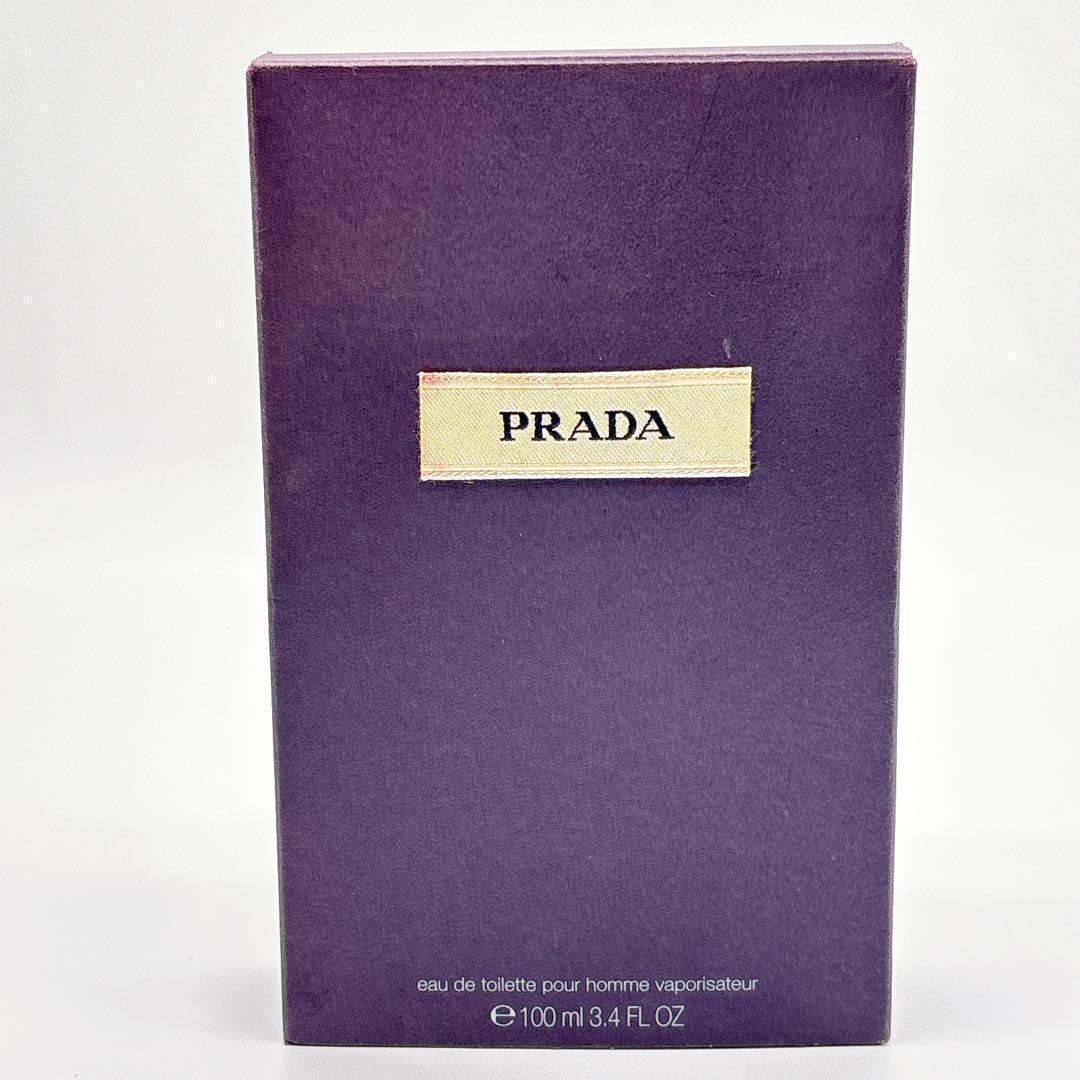 PRADA
eau de toilette pour homme vaporisateur
℮100 ml 3.4 FL OZ